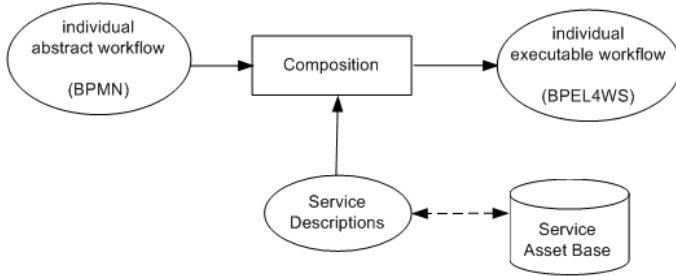 individual
abstract workflow
(BPMN)
Composition
individual
executable workflow
(BPEL4WS)
Service
Descriptions
Service
Asset Base